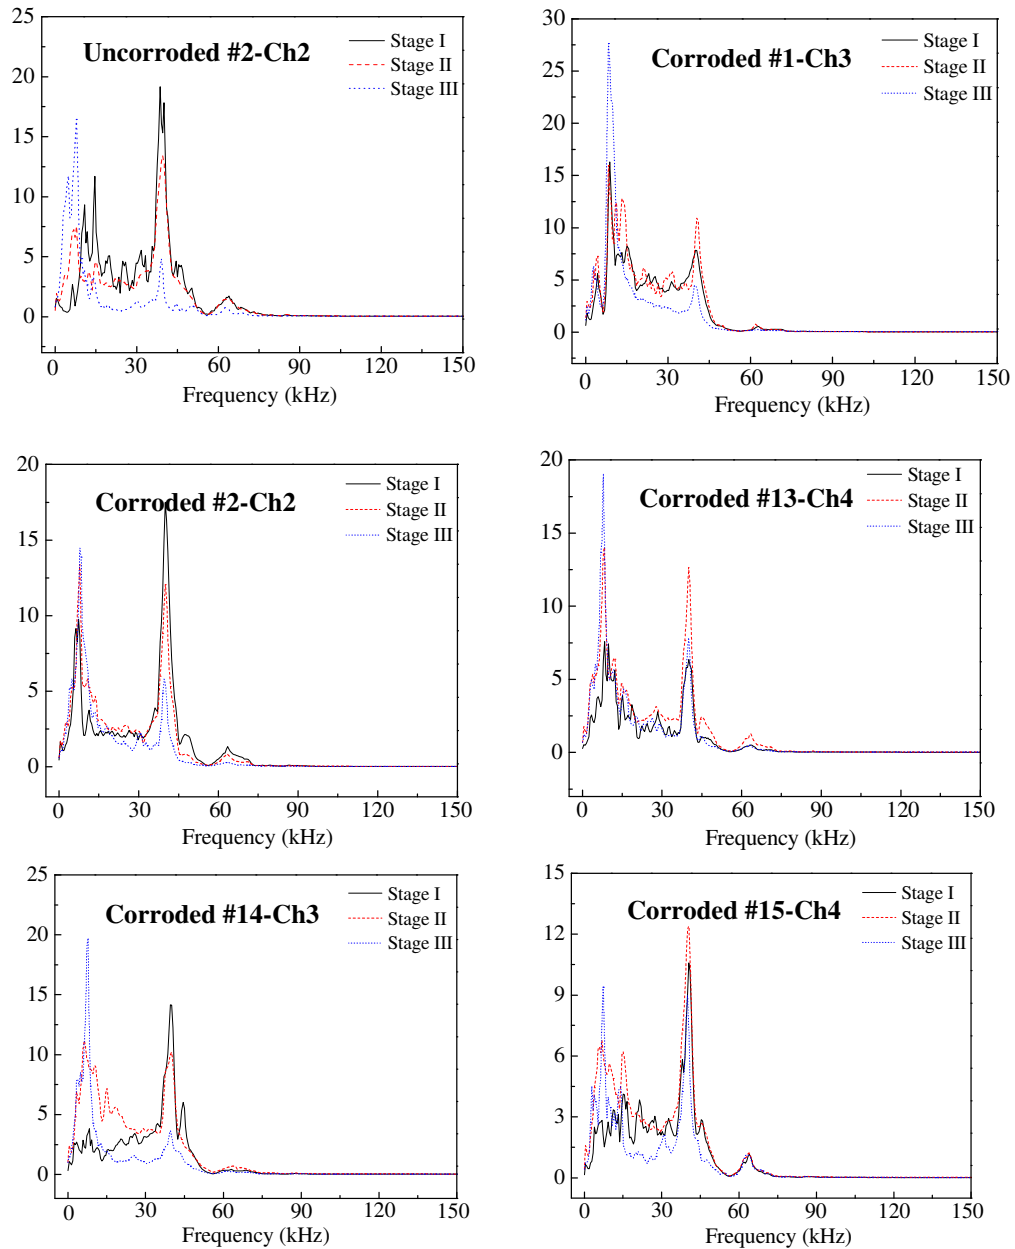 Uncorroded #2-Ch2
Stage I
Stage II
Stage III
25
20
15
10
5
0
0 30 60 90 120 150
Frequency (kHz)
Corroded #1-Ch3
Stage I
Stage II
Stage III
30
25
20
15
10
5
0
0 30 60 90 120 150
Frequency (kHz)
Corroded #2-Ch2
Stage I
Stage II
Stage III
20
15
10
5
0
0 30 60 90 120 150
Frequency (kHz)
Corroded #13-Ch4
Stage I
Stage II
Stage III
20
15
10
5
0
0 30 60 90 120 150
Frequency (kHz)
Corroded #14-Ch3
Stage I
Stage II
Stage III
25
20
15
10
5
0
0 30 60 90 120 150
Frequency (kHz)
Corroded #15-Ch4
Stage I
Stage II
Stage III
15
12
9
6
3
0
0 30 60 90 120 150
Frequency (kHz)